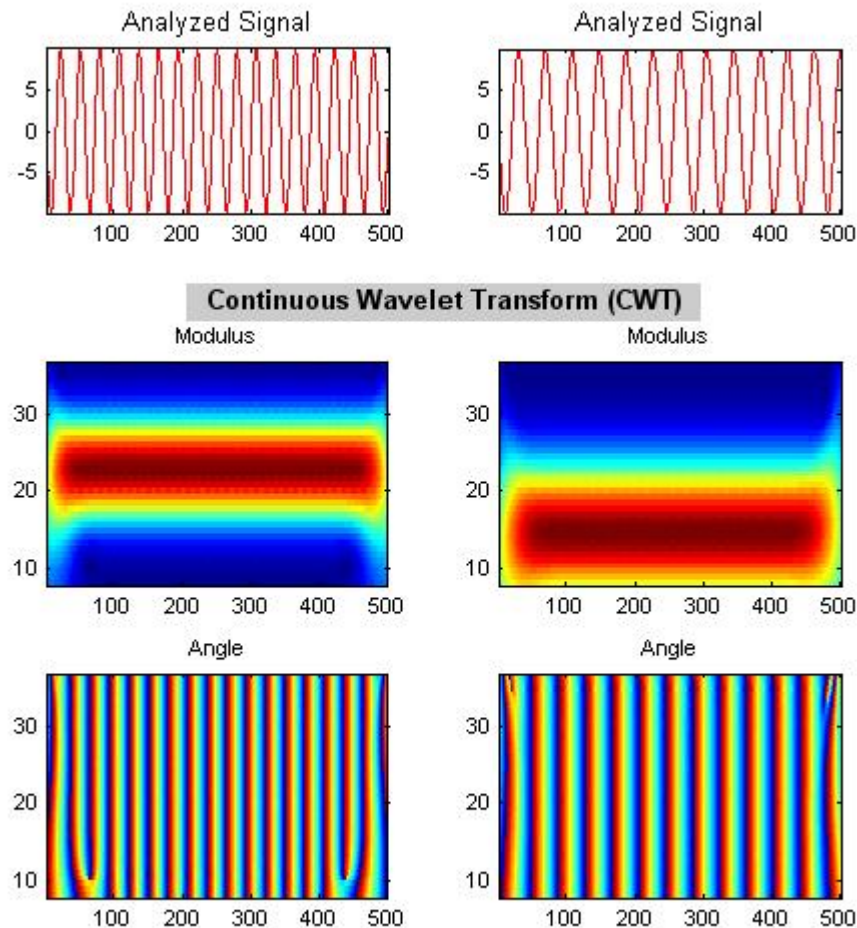 Analyzed Signal Analyzed Signal
5 5
0 0
-5 -5
100 200 300 400 500 100 200 300 400 500
Continuous Wavelet Transform (CWT)
Modulus Modulus
30 30
20 20
10 10
100 200 300 400 500 100 200 300 400 500
Angle Angle
30 30
20 20
10 10
100 200 300 400 500 100 200 300 400 500